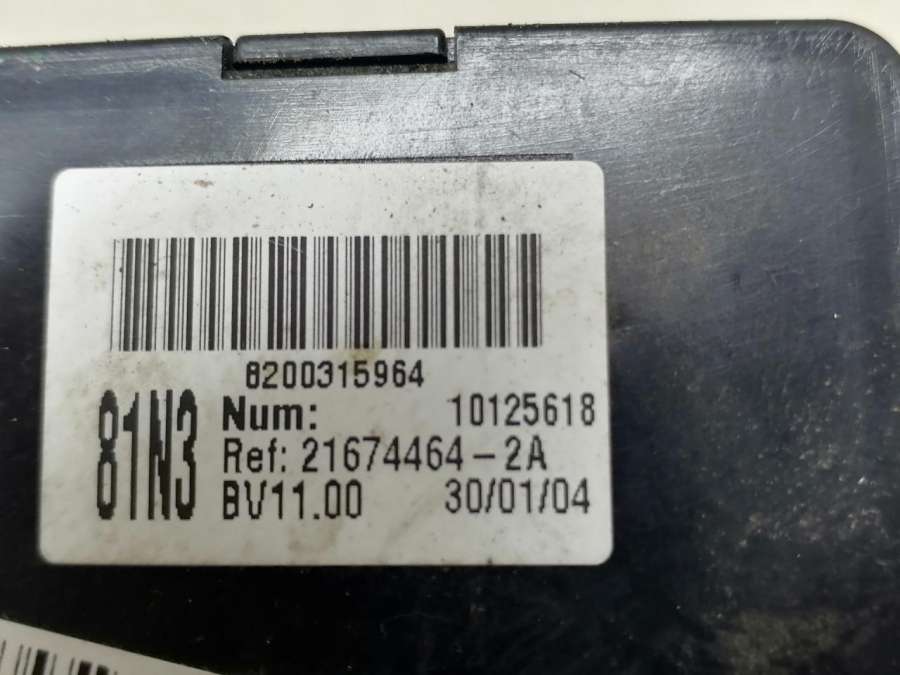 8200315964
81N3
Num: 10125618
Ref: 21674464-2A
BV11.00 30/01/04